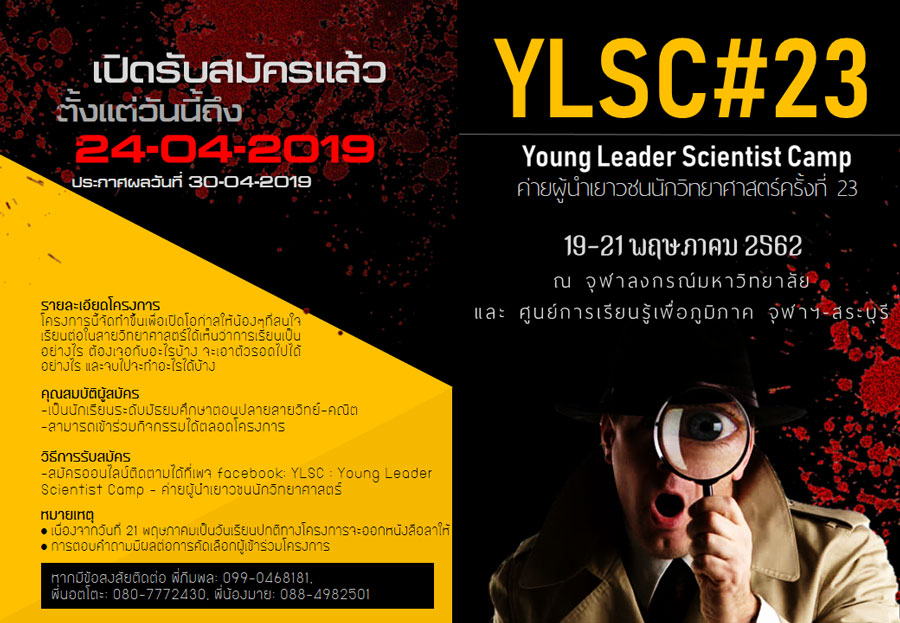 เปิดรับสมัครแล้ว
ตั้งแต่วันนี้ถึง
24-04-2019
ประกาศผลวันที่ 30-04-2019
รายละเอียดโครงการ
โครงการนี้จัดทำขึ้นเพื่อเปิดโอกาสให้น้องๆที่สนใจ
เรียนต่อในสายวิทยาศาสตร์ได้เห็นว่าการเรียนเป็น
อย่างไร ต้องเจอกับอะไรบ้าง จะเอาตัวรอดไปได้
อย่างไร และจบไปจะทำอะไรได้บ้าง
คุณสมบัติผู้สมัคร
-เป็นนักเรียนระดับมัธยมศึกษาตอนปลายสายวิทย์-คณิต
-สามารถเข้าร่วมกิจกรรมได้ตลอดโครงการ
วิธีการรับสมัคร
-สมัครออนไลน์ติดตามได้ที่เพจ facebook: YLSC : Young Leader
Scientist Camp - ค่ายผู้นำเยาวชนนักวิทยาศาสตร์
หมายเหตุ
● เนื่องจากวันที่ 21 พฤษภาคมเป็นวันเรียนปกติทางโครงการจะออกหนังสือลาให้
● การตอบคำถามมีผลต่อการคัดเลือกผู้เข้าร่วมโครงการ
หากมีข้อสงสัยติดต่อ พี่ภีมพล: 099-0468181,
พี่นอตโตะ: 080-7772430, พี่น้องมาย: 088-4982501
YLSC#23
Young Leader Scientist Camp
ค่ายผู้นำเยาวชนนักวิทยาศาสตร์ครั้งที่ 23
19-21 พฤษภาคม 2562
ณ จุฬาลงกรณ์มหาวิทยาลัย
และ ศูนย์การเรียนรู้เพื่อภูมิภาค จุฬาฯ-สระบุรี